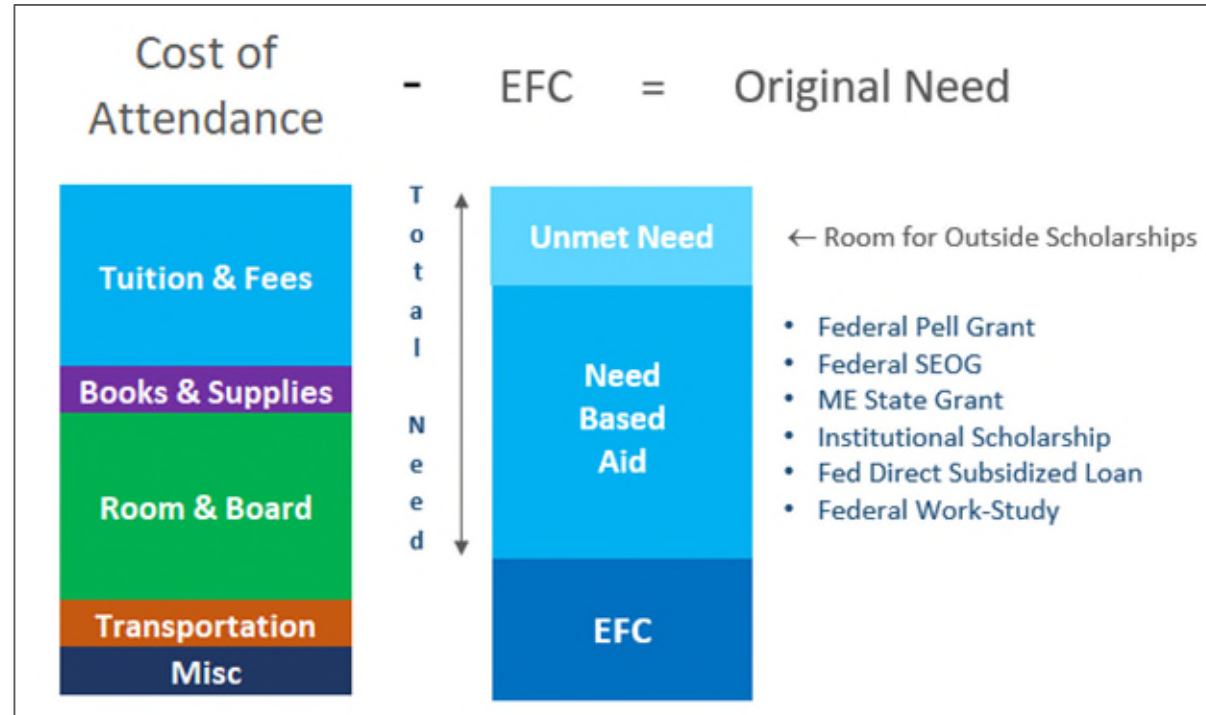 Cost of
Attendance
- EFC = Original Need
Tuition & Fees
Books & Supplies
Room & Board
Transportation
Misc
Total Need
Unmet Need
Need
Based
Aid
EFC
← Room for Outside Scholarships
• Federal Pell Grant
• Federal SEOG
• ME State Grant
• Institutional Scholarship
• Fed Direct Subsidized Loan
• Federal Work-Study